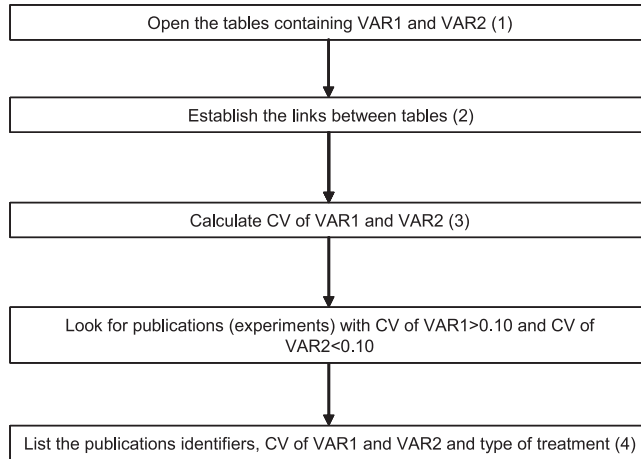 Open the tables containing VAR1 and VAR2 (1)
Establish the links between tables (2)
Calculate CV of VAR1 and VAR2 (3)
Look for publications (experiments) with CV of VAR1>0.10 and CV of
VAR2<0.10
List the publications identifiers, CV of VAR1 and VAR2 and type of treatment (4)